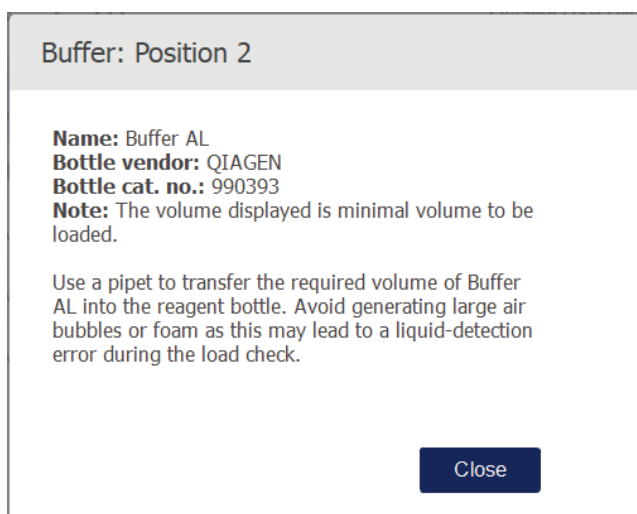 Buffer: Position 2
Name: Buffer AL
Bottle vendor: QIAGEN
Bottle cat. no.: 990393
Note: The volume displayed is minimal volume to be
loaded.
Use a pipet to transfer the required volume of Buffer
AL into the reagent bottle. Avoid generating large air
bubbles or foam as this may lead to a liquid-detection
error during the load check.
Close